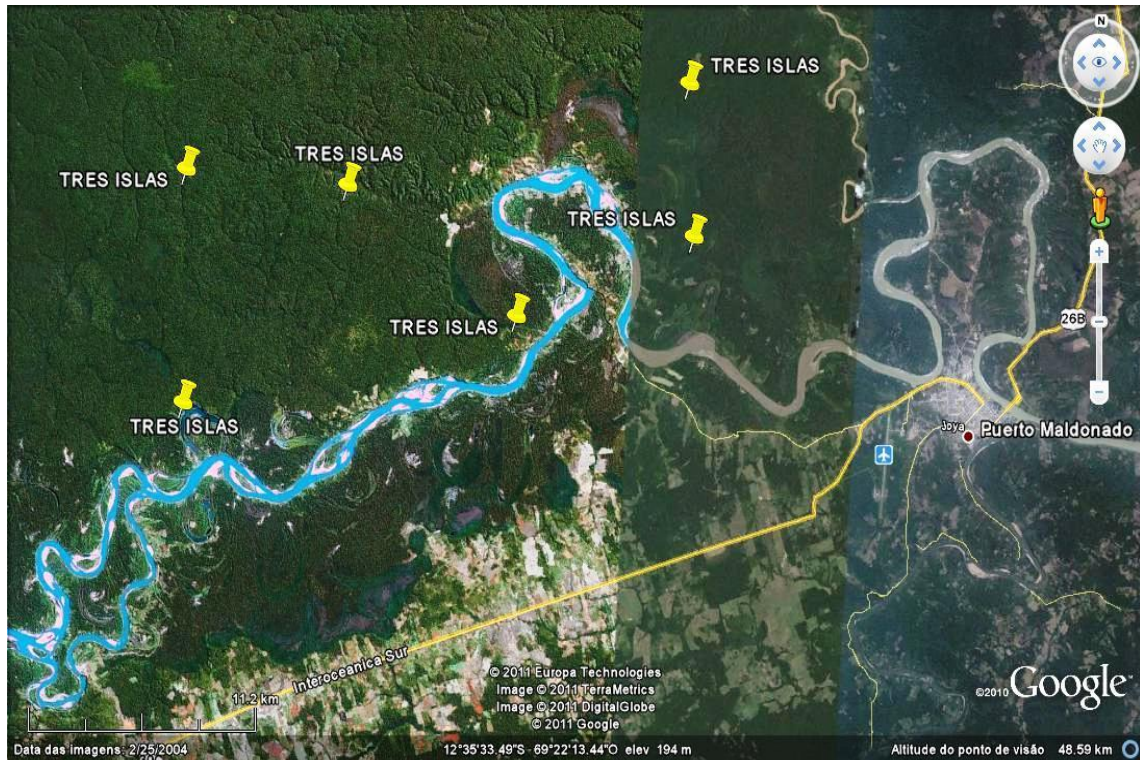 N
TRES ISLAS
TRES ISLAS
TRES ISLAS
TRES ISLAS
TRES ISLAS
26B
TRES ISLAS
Joya
Puerto Maldonado
Interoceanica Sur
11.2 km
© 2011 Europa Technologies
Image © 2011 TerraMetrics
Image © 2011 DigitalGlobe
© 2011 Google
©2010 Google
Data das imagens: 2/25/2004
12°35'33.49"S 69°22'13.44"O elev 194 m
Altitude do ponto de visão 48.59 km